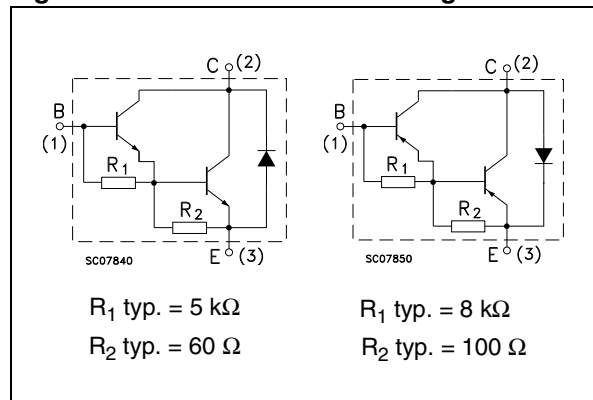 C (2)
B
(1)
R1
R2
E (3)
SC07840
R1 typ. = 5 kΩ
R2 typ. = 60 Ω
C (2)
B
(1)
R1
R2
E (3)
SC07850
R1 typ. = 8 kΩ
R2 typ. = 100 Ω